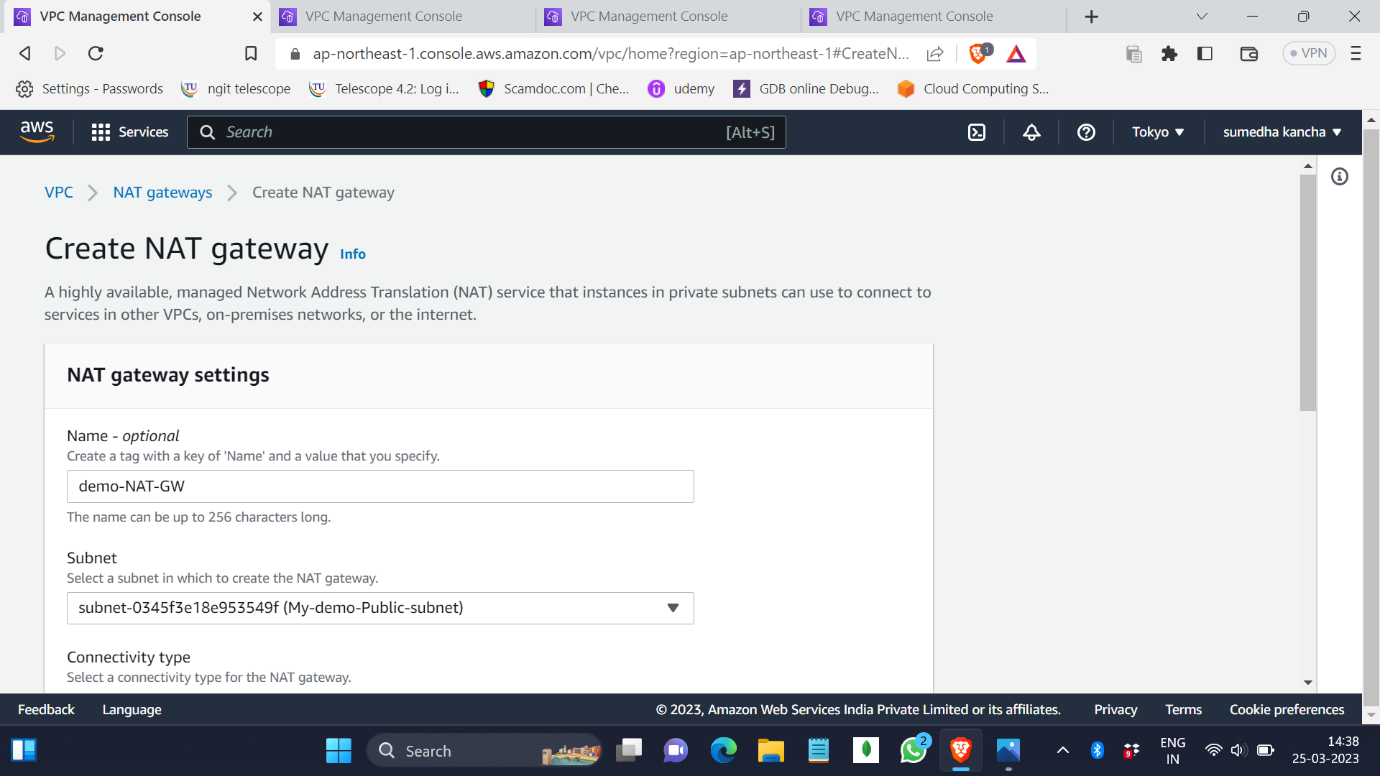 VPC Management Console
VPC Management Console
VPC Management Console
VPC Management Console
ap-northeast-1.console.aws.amazon.com/vpc/home?region=ap-northeast-1#CreateN...
1
VPN
Settings - Passwords
TU
ngit telescope
TU
Telescope 4.2: Log i...
Scamdoc.com | Che...
udemy
GDB online Debug...
Cloud Computing S...
aws
Services
Search
[Alt+S]
Tokyo
sumedha kancha
VPC
NAT gateways
Create NAT gateway
Create NAT gateway
Info
A highly available, managed Network Address Translation (NAT) service that instances in private subnets can use to connect to
services in other VPCs, on-premises networks, or the internet.
NAT gateway settings
Name - optional
Create a tag with a key of 'Name' and a value that you specify.
demo-NAT-GW
The name can be up to 256 characters long.
Subnet
Select a subnet in which to create the NAT gateway.
subnet-0345f3e18e953549f (My-demo-Public-subnet)
Connectivity type
Select a connectivity type for the NAT gateway.
Feedback
Language
© 2023, Amazon Web Services India Private Limited or its affiliates.
Privacy
Terms
Cookie preferences
Search
2
9
ENG
IN
14:38
25-03-2023